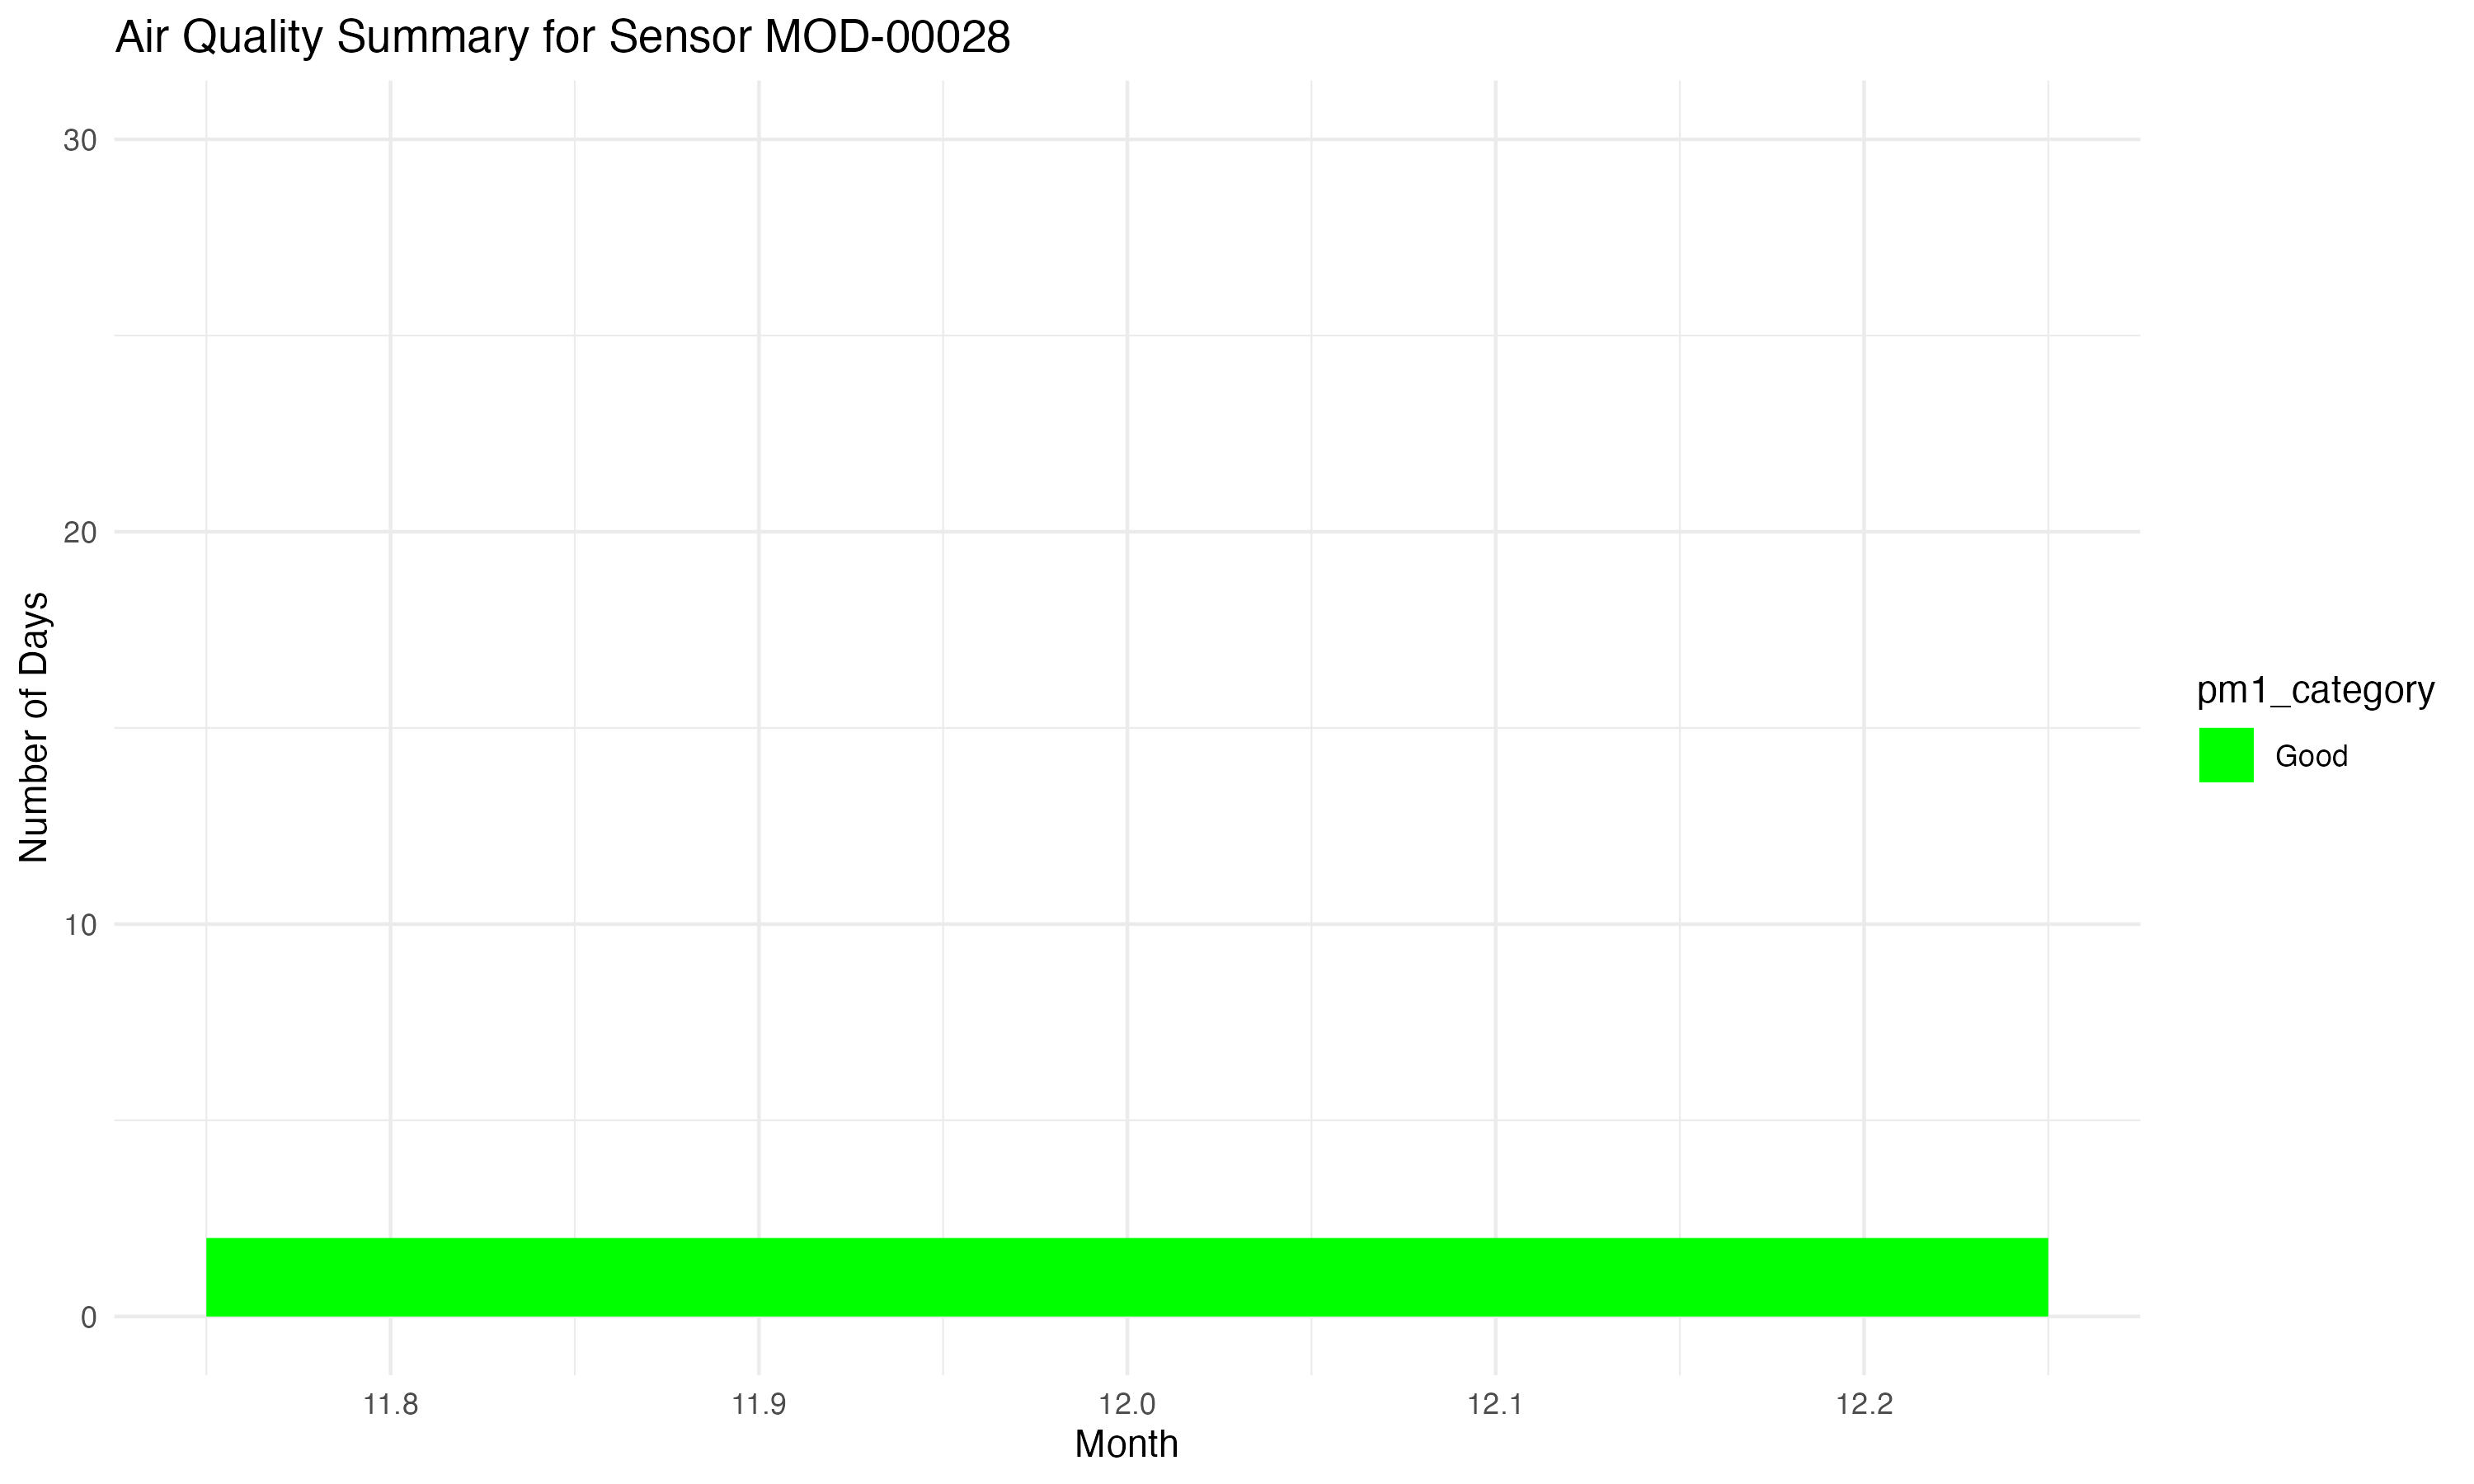 Air Quality Summary for Sensor MOD-00028
30
20
10
0
Number of Days
11.8
11.9
12.0
12.1
12.2
Month
pm1_category
Good